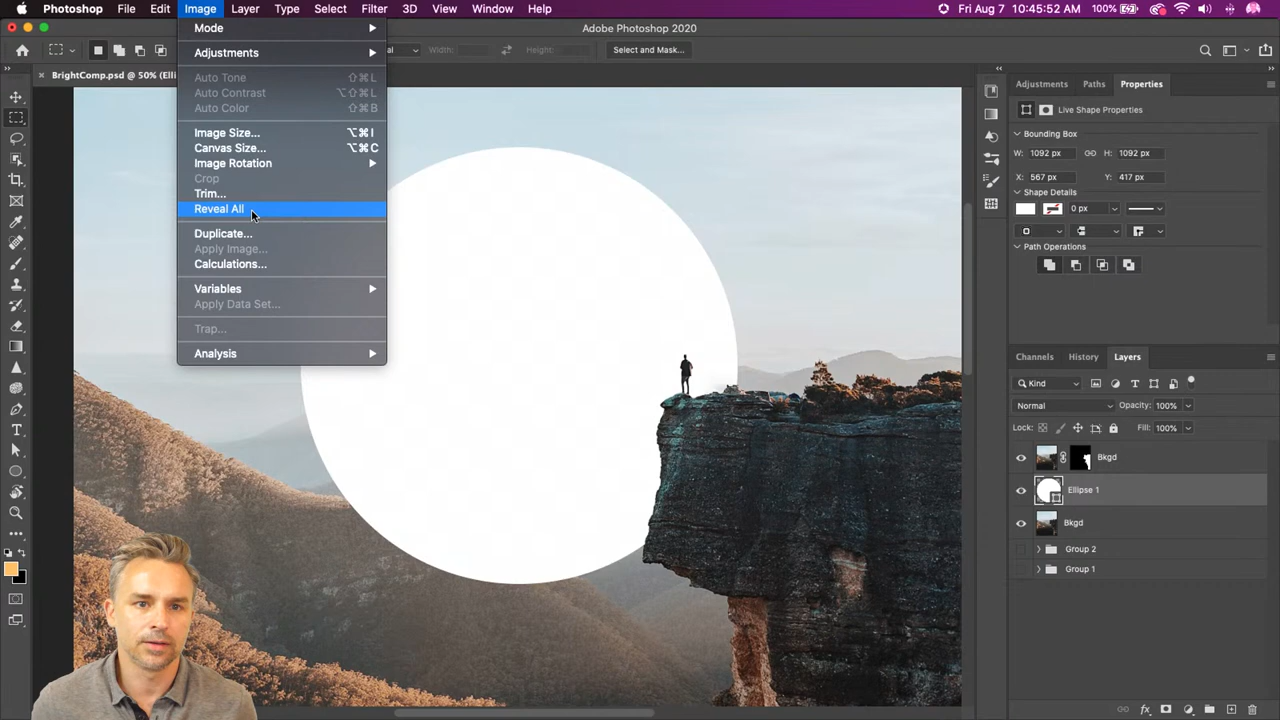 Photoshop File Edit Image Layer Type Select Filter 3D View Window Help 100% Fri Aug 7 10:45:52
Adobe Photoshop 2020
Width: Height: Select and Mask...
BrightComp.psd @ 50% (Elli
Mode
Adjustments
Auto Tone ⇧⌘L
Auto Contrast ⌥⇧⌘L
Auto Color ⇧⌘B
Image Size... ⌥⌘I
Canvas Size... ⌥⌘C
Image Rotation
Crop
Trim...
Reveal All
Duplicate...
Apply Image...
Calculations...
Variables
Apply Data Set...
Trap...
Analysis
Adjustments Paths Properties
Live Shape Properties
Bounding Box
W: 1092 px H: 1092 px
X: 567 px Y: 417 px
Shape Details
0 px
Path Operations
Channels History Layers
Kind
Normal Opacity: 100%
Lock: Fill: 100%
Bkgd
Ellipse 1
Bkgd
Group 2
Group 1